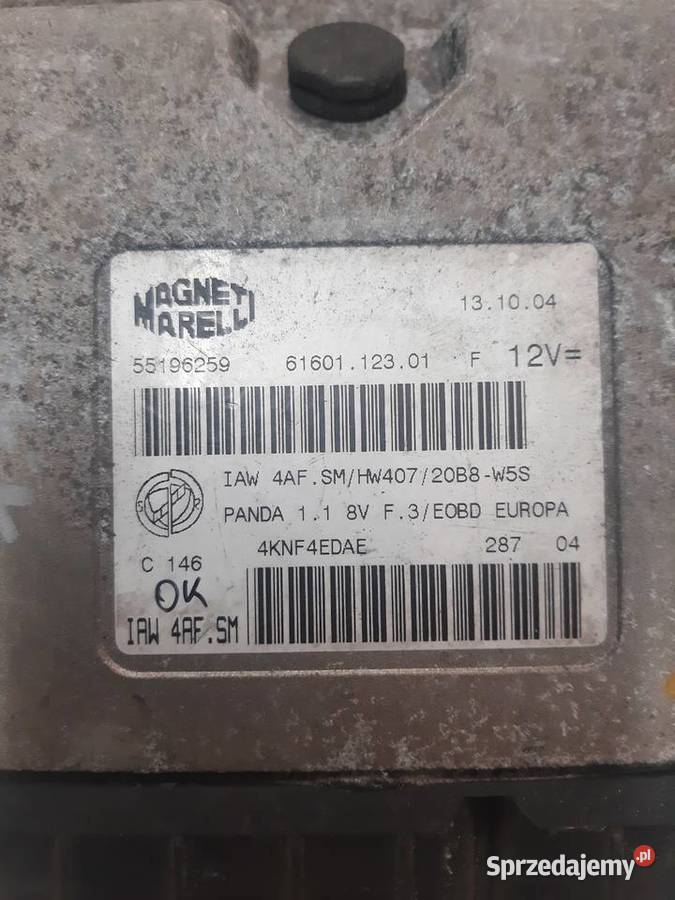 MAGNETI
MARELLI
13.10.04
55196259 61601.123.01 F 12V=
IAW 4AF.SM/HW407/20B8-W5S
PANDA 1.1 8V F.3/EOBD EUROPA
4KNF4EDAE 287 04
C 146
OK
IAW 4AF.SM
Sprzedajemy.pl